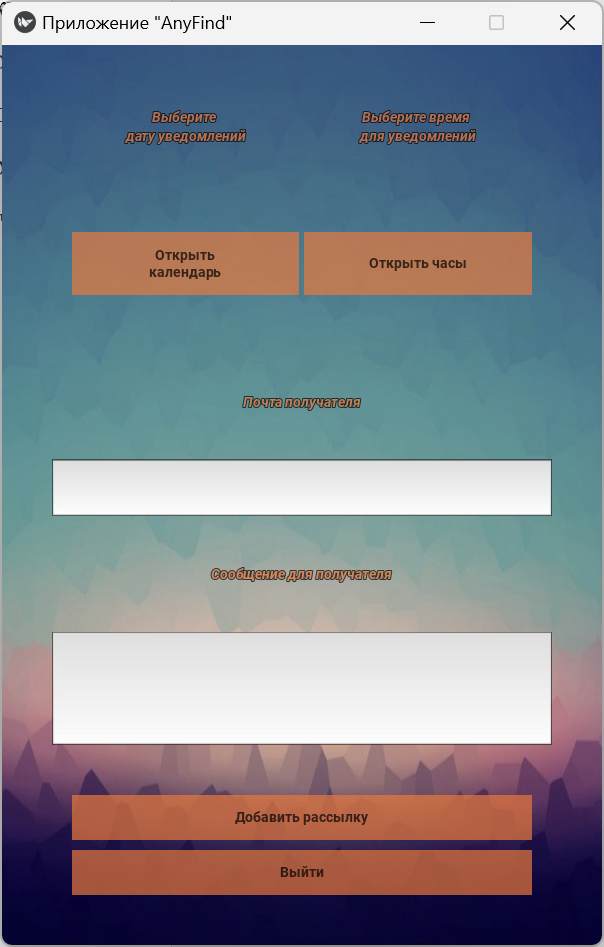 Приложение "AnyFind"
Выберите
дату уведомлений
Выберите время
для уведомлений
Открыть
календарь
Открыть часы
Почта получателя
Сообщение для получателя
Добавить рассылку
Выйти